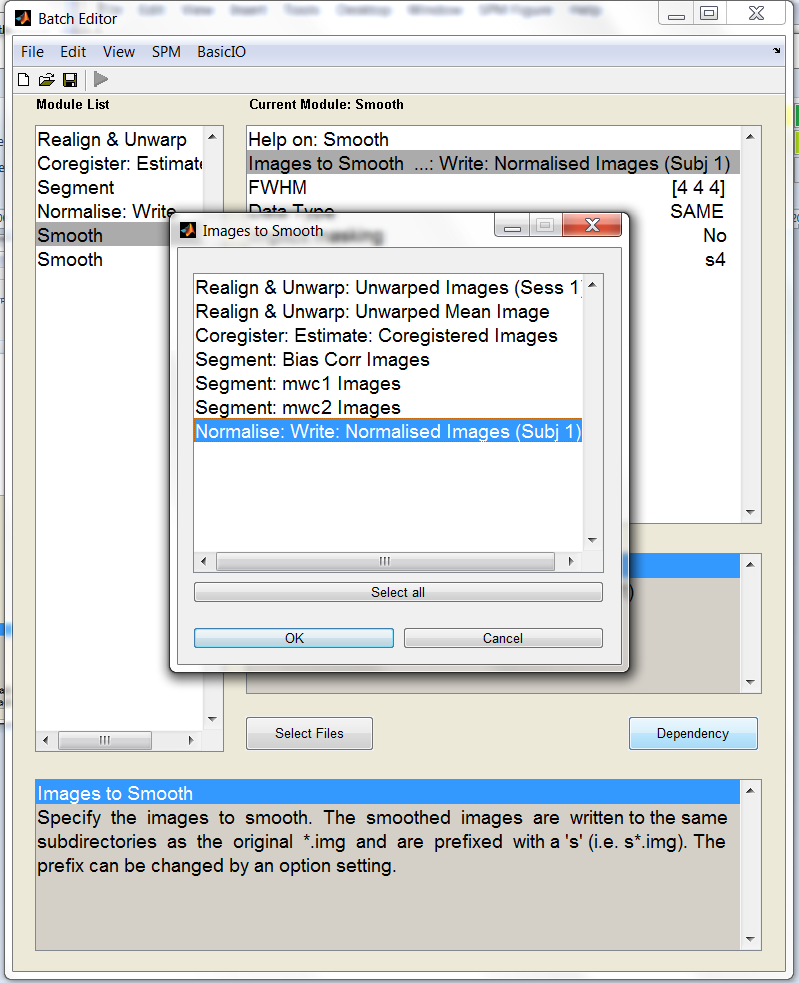 Batch Editor
File Edit View SPM BasicIO
Module List
Current Module: Smooth
Realign & Unwarp
Coregister: Estimate
Segment
Normalise: Write
Smooth
Smooth
Help on: Smooth
Images to Smooth ...: Write: Normalised Images (Subj 1)
FWHM [4 4 4]
Data Type SAME
masking No
s4
Images to Smooth
Realign & Unwarp: Unwarped Images (Sess 1)
Realign & Unwarp: Unwarped Mean Image
Coregister: Estimate: Coregistered Images
Segment: Bias Corr Images
Segment: mwc1 Images
Segment: mwc2 Images
Normalise: Write: Normalised Images (Subj 1)
Select all
OK Cancel
Select Files
Dependency
Images to Smooth
Specify the images to smooth. The smoothed images are written to the same
subdirectories as the original *.img and are prefixed with a 's' (i.e. s*.img). The
prefix can be changed by an option setting.